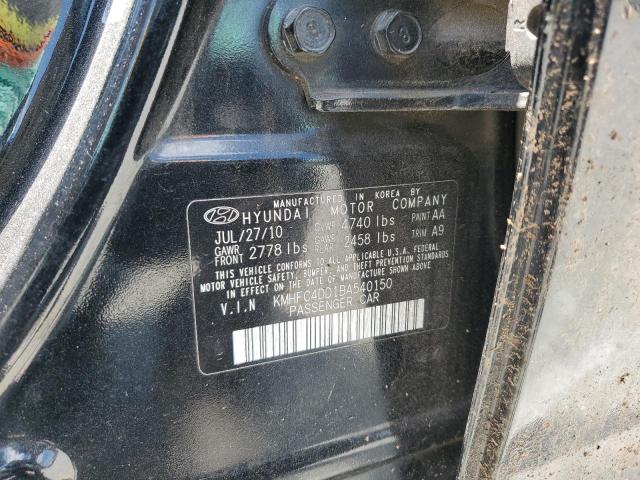 MANUFACTURED IN KOREA BY
HYUNDAI MOTOR COMPANY
JUL/27/10 GVWR 4740 lbs PAINT AA
GAWR FRONT 2778 lbs GAWR REAR 2458 lbs TRIM A9
THIS VEHICLE CONFORMS TO ALL APPLICABLE U.S.A. FEDERAL
MOTOR VEHICLE SAFETY, BUMPER, AND THEFT PREVENTION
STANDARDS IN EFFECT ON THE DATE OF MANUFACTURE SHOWN ABOVE.
V.I.N KMHFC4DD1BA540150
PASSENGER CAR